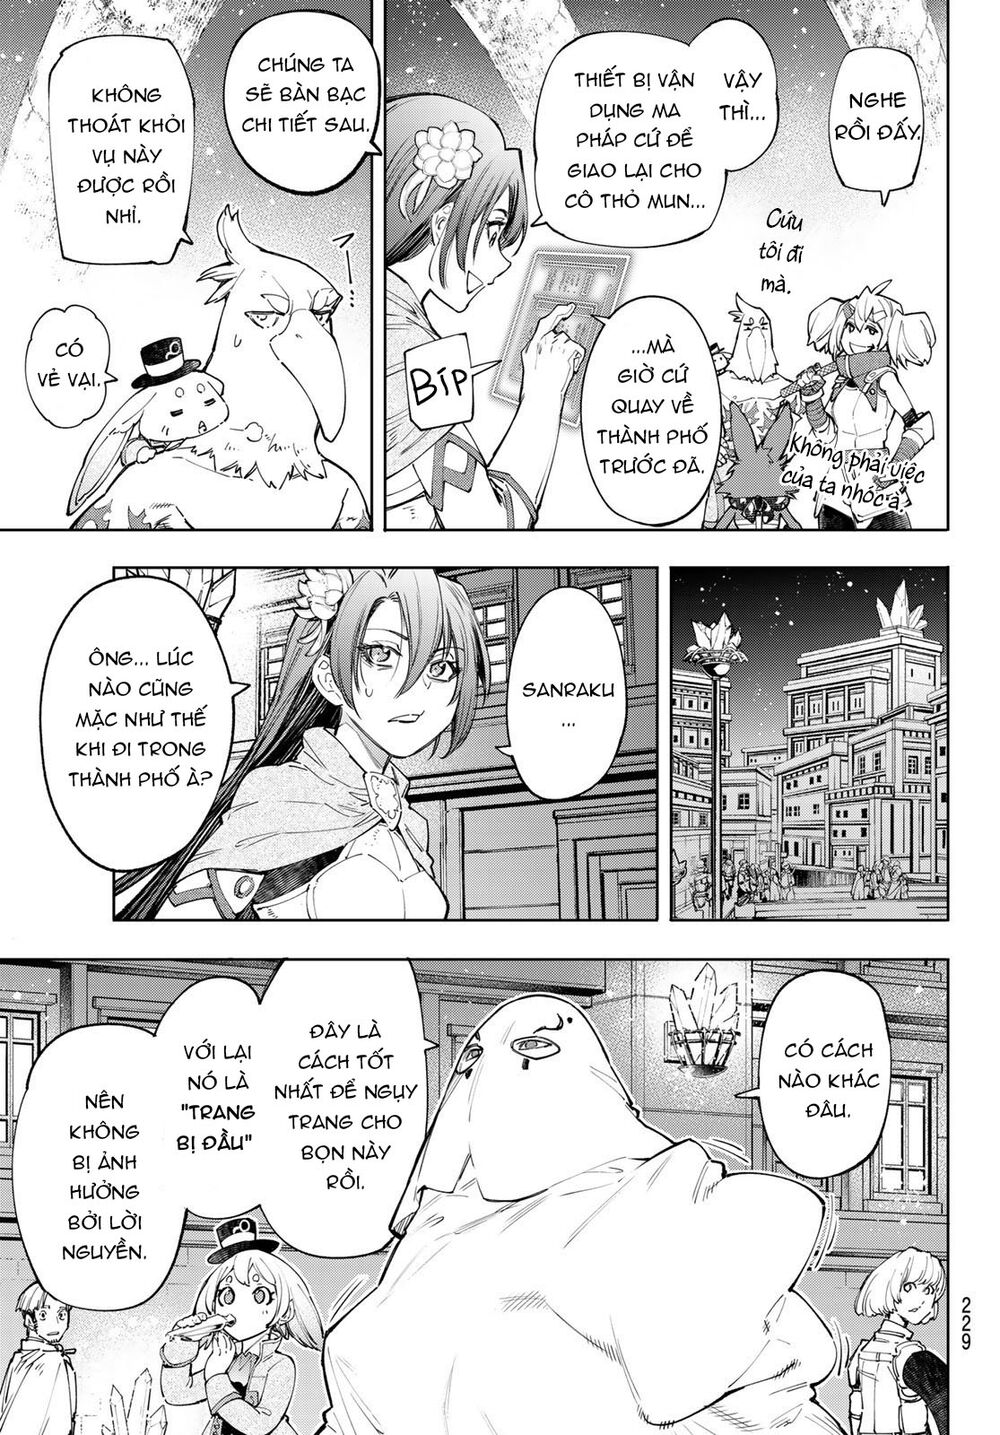 NGHE
RỒI ĐẤY.
VẬY
THÌ...
THIẾT BỊ VẬN
DỤNG MA
PHÁP CỨ ĐỂ
GIAO LẠI CHO
CÔ THỎ MUN...
Cứu
tôi đi
mà.
...MÀ
GIỜ CỨ
QUAY VỀ
THÀNH PHỐ
TRƯỚC ĐÃ.
Không phải việc
của ta nhóc ả.
BÍP
CHÚNG TA
SẼ BÀN BẠC
CHI TIẾT SAU.
KHÔNG
THOÁT KHỎI
VỤ NÀY
ĐƯỢC RỒI
NHỈ.
CÓ
VẺ VẬY.
SANRAKU
...
ÔNG... LÚC
NÀO CŨNG
MẶC NHƯ THẾ
KHI ĐI TRONG
THÀNH PHỐ À?
CÓ CÁCH
NÀO KHÁC
ĐÂU.
ĐÂY LÀ
CÁCH TỐT
NHẤT ĐỂ NGỤY
TRANG CHO
BỌN NÀY
RỒI.
VỚI LẠI
NÓ LÀ
"TRANG
BỊ ĐẦU"
NÊN
KHÔNG
BỊ ẢNH
HƯỞNG
BỞI LỜI
NGUYỀN.
229